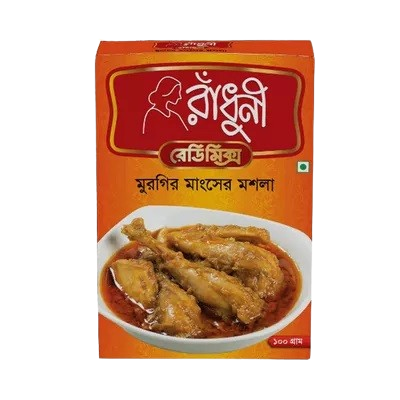 রাঁধুনী
রেডিমিক্স
মুরগির মাংসের মশলা
১০০ গ্রাম